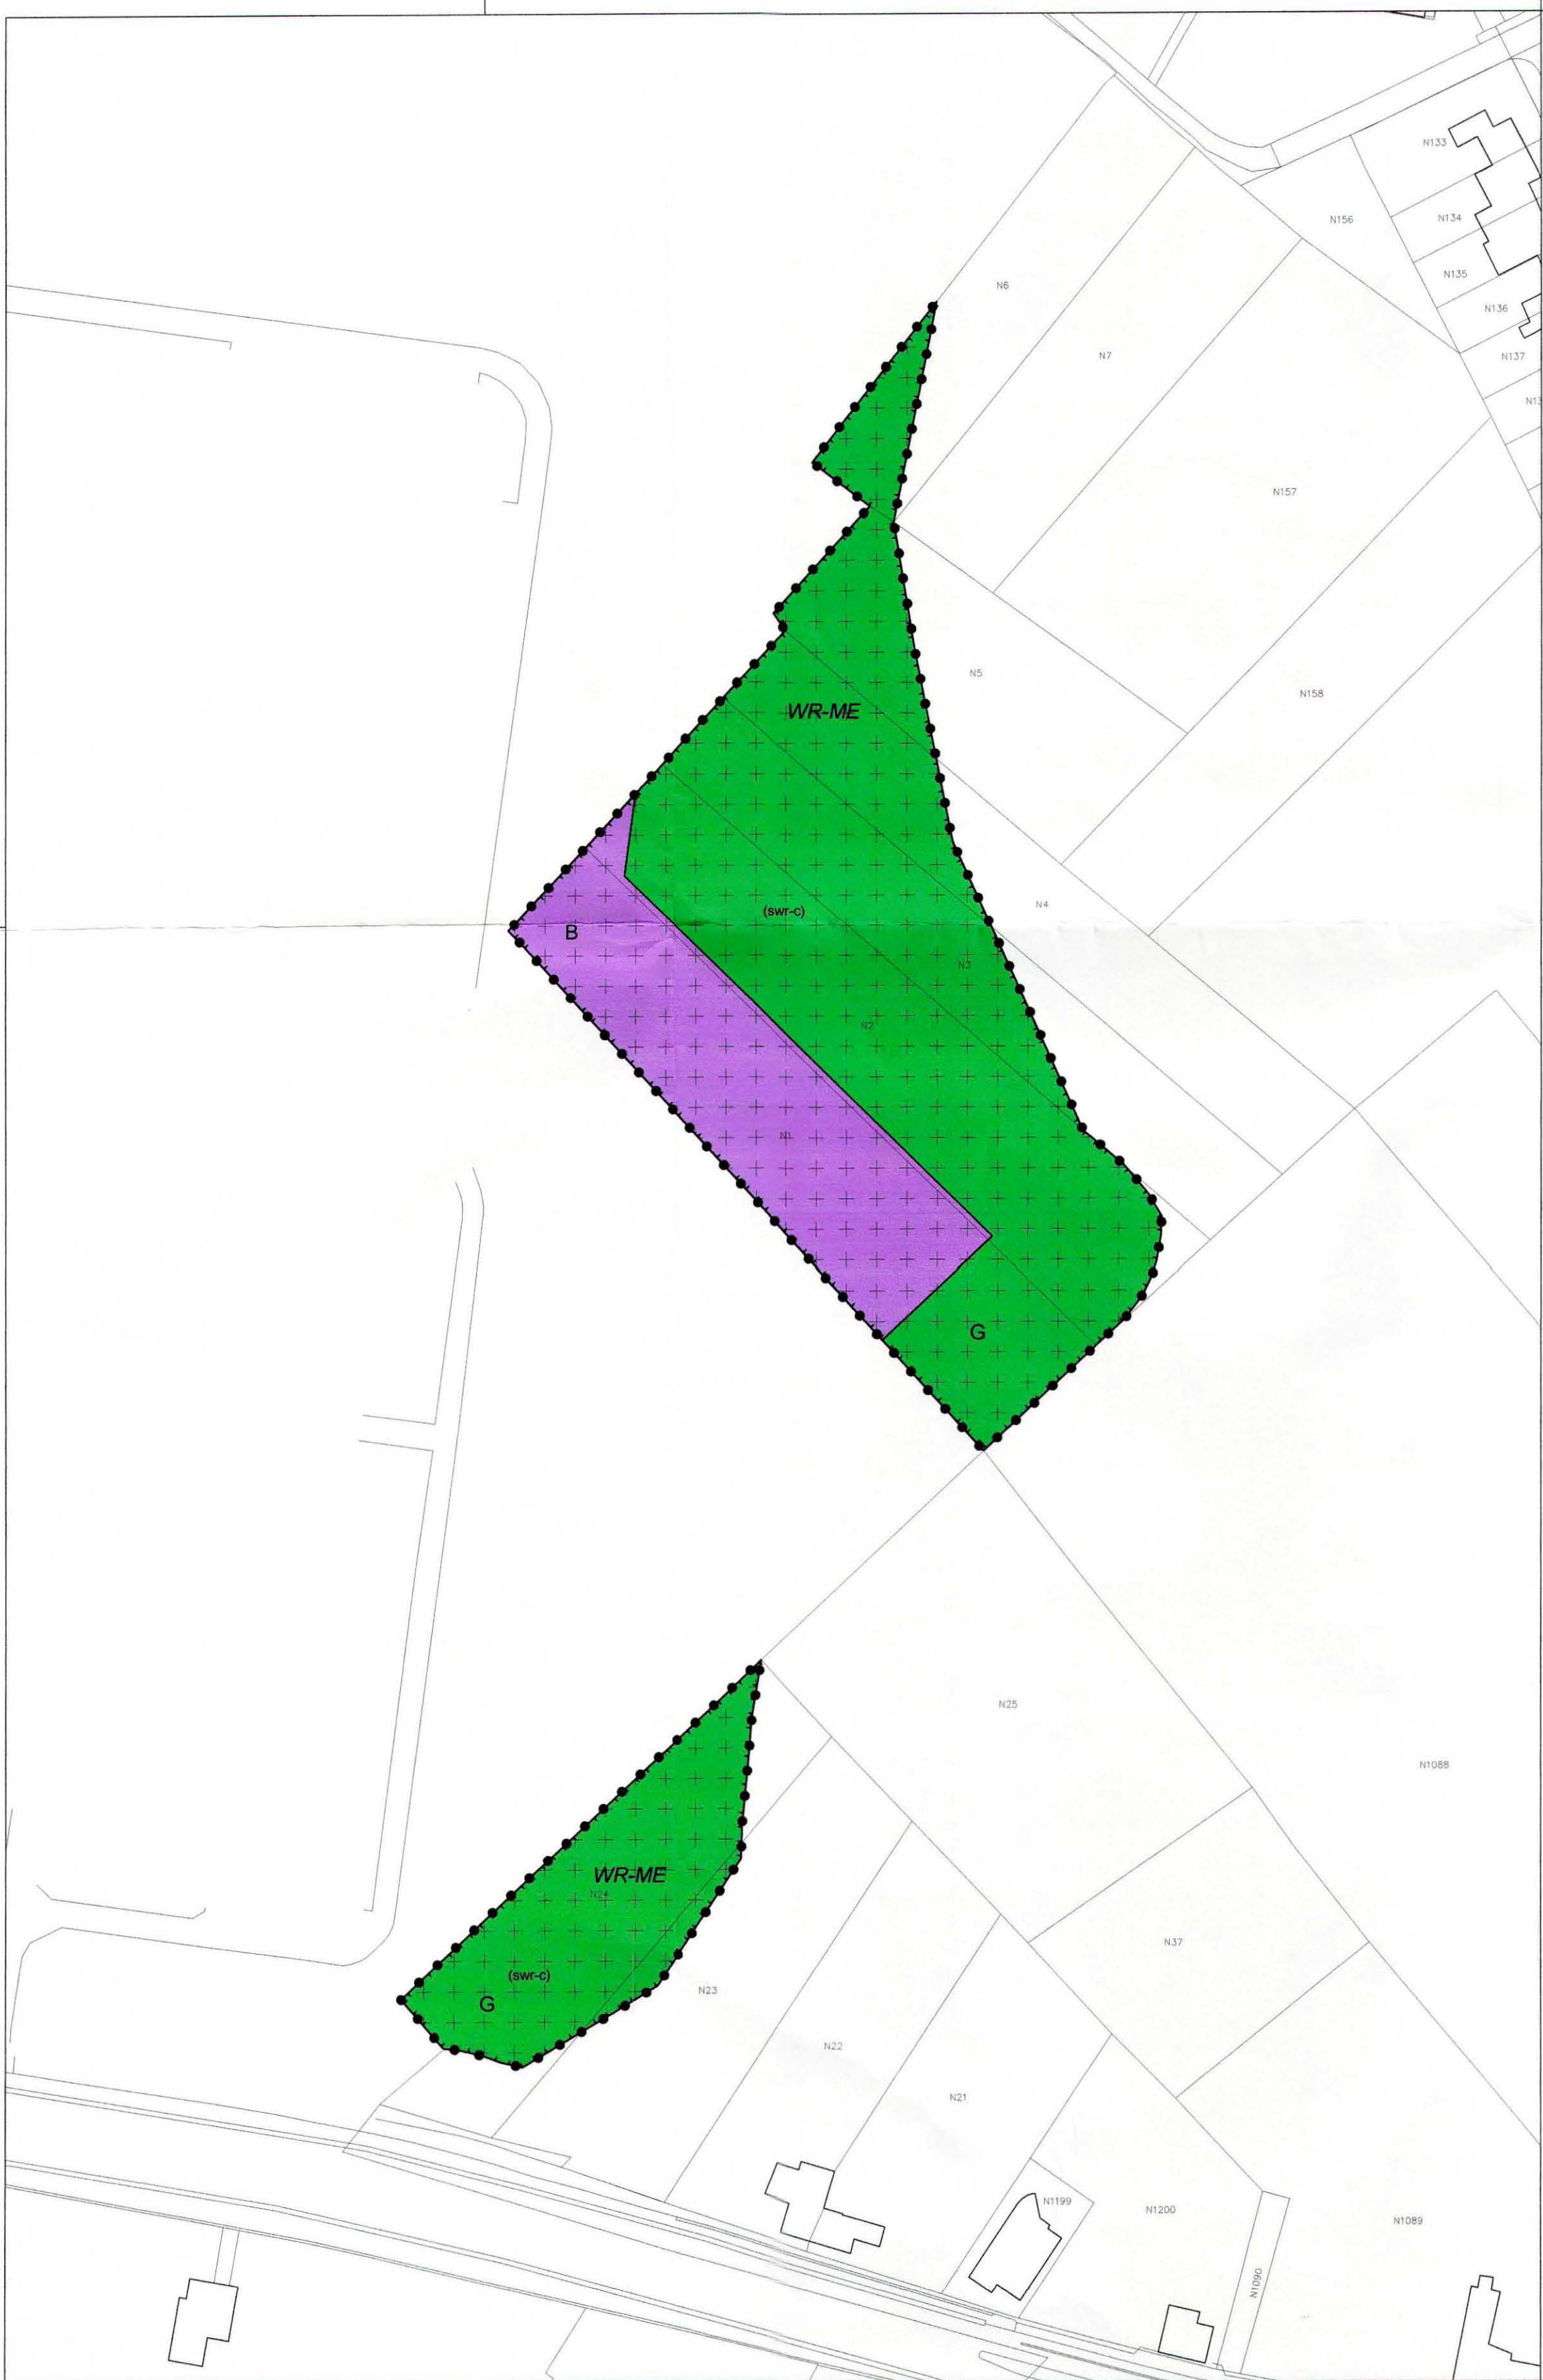 N133
N134
N156
N135
N6
N136
N7
N137
N13
N157
N5
N158
WR-ME
N4
(swr-c)
B
N3
N2
N1
G
N25
N1088
WR-ME
N24
N37
(swr-c)
N23
G
N22
N21
N1199
N1200
N1089
N1090